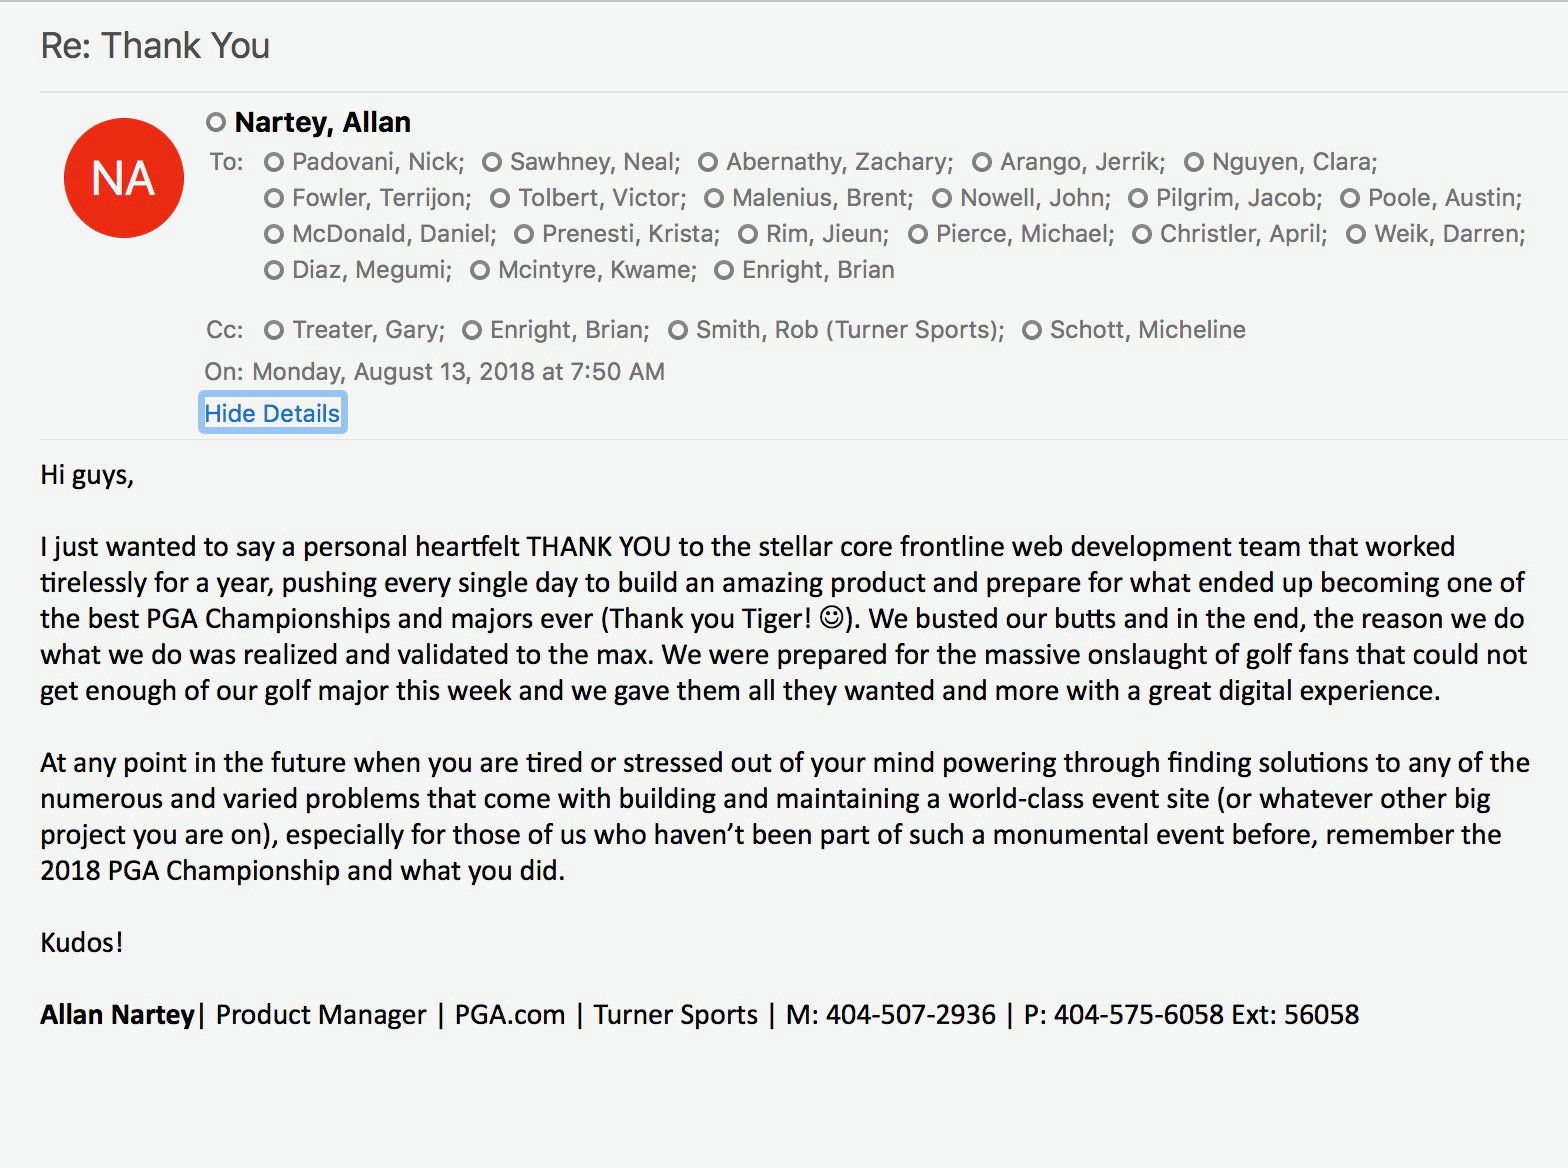 Re: Thank You
NA
Nartey, Allan
To: Padovani, Nick; Sawhney, Neal; Abernathy, Zachary; Arango, Jerrik; Nguyen, Clara;
Fowler, Terrijon; Tolbert, Victor; Malenius, Brent; Nowell, John; Pilgrim, Jacob; Poole, Austin;
McDonald, Daniel; Prenesti, Krista; Rim, Jieun; Pierce, Michael; Christler, April; Weik, Darren;
Diaz, Megumi; Mcintyre, Kwame; Enright, Brian
Cc: Treater, Gary; Enright, Brian; Smith, Rob (Turner Sports); Schott, Micheline
On: Monday, August 13, 2018 at 7:50 AM
Hide Details
Hi guys,
I just wanted to say a personal heartfelt THANK YOU to the stellar core frontline web development team that worked
tirelessly for a year, pushing every single day to build an amazing product and prepare for what ended up becoming one of
the best PGA Championships and majors ever (Thank you Tiger! ☺). We busted our butts and in the end, the reason we do
what we do was realized and validated to the max. We were prepared for the massive onslaught of golf fans that could not
get enough of our golf major this week and we gave them all they wanted and more with a great digital experience.
At any point in the future when you are tired or stressed out of your mind powering through finding solutions to any of the
numerous and varied problems that come with building and maintaining a world-class event site (or whatever other big
project you are on), especially for those of us who haven’t been part of such a monumental event before, remember the
2018 PGA Championship and what you did.
Kudos!
Allan Nartey| Product Manager | PGA.com | Turner Sports | M: 404-507-2936 | P: 404-575-6058 Ext: 56058